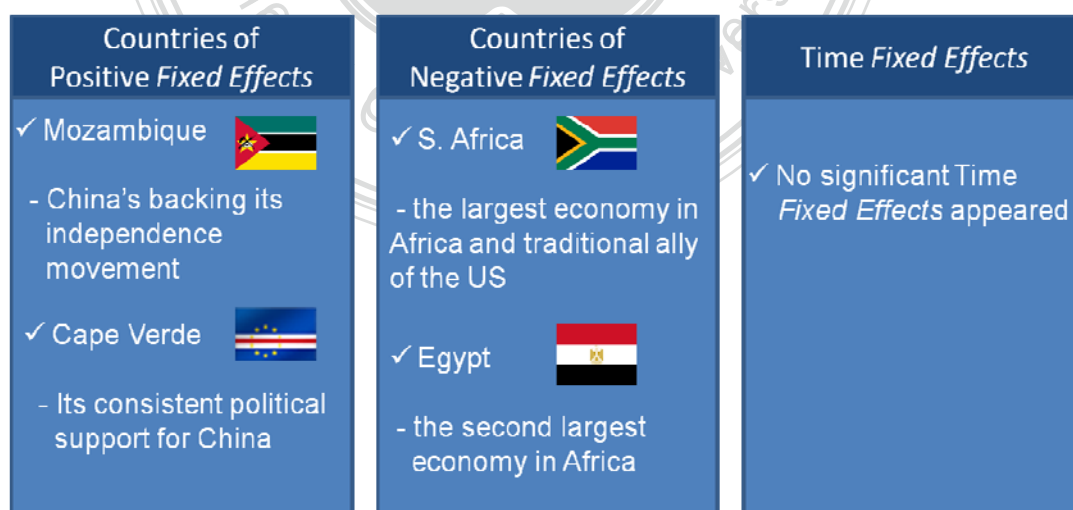 Countries of
Positive Fixed Effects
✓ Mozambique
- China's backing its
independence
movement
✓ Cape Verde
- Its consistent political
support for China
Countries of
Negative Fixed Effects
✓ S. Africa
- the largest economy in
Africa and traditional ally
of the US
✓ Egypt
- the second largest
economy in Africa
Time Fixed Effects
✓ No significant Time
Fixed Effects appeared